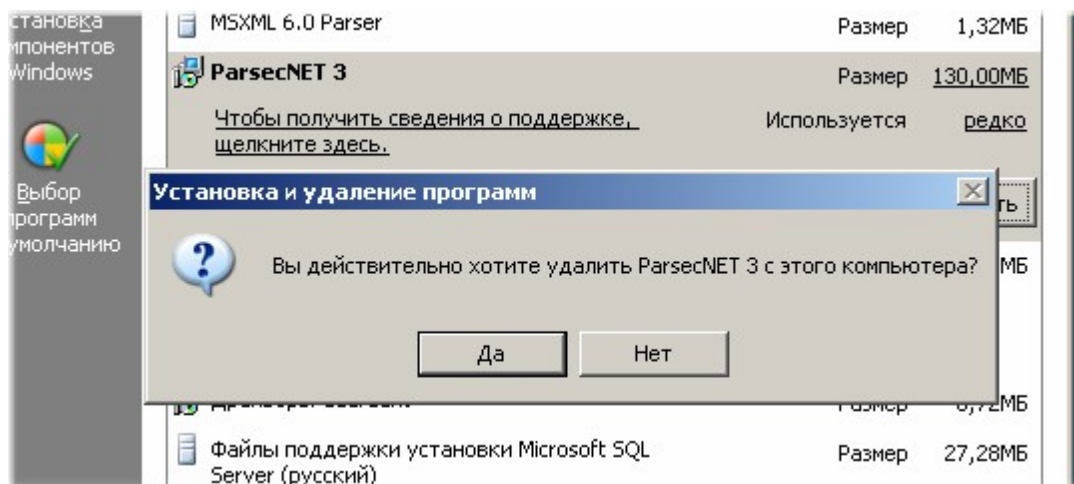 становка
мпонентов
Windows
Выбор
программ
умолчанию
MSXML 6.0 Parser Размер 1,32МБ
ParsecNET 3 Размер 130,00МБ
Чтобы получить сведения о поддержке, Используется редко
щелкните здесь.
Установка и удаление программ
ть
Вы действительно хотите удалить ParsecNET 3 с этого компьютера?
МБ
Да Нет
Размер
Файлы поддержки установки Microsoft SQL Размер 27,28МБ
Server (русский)